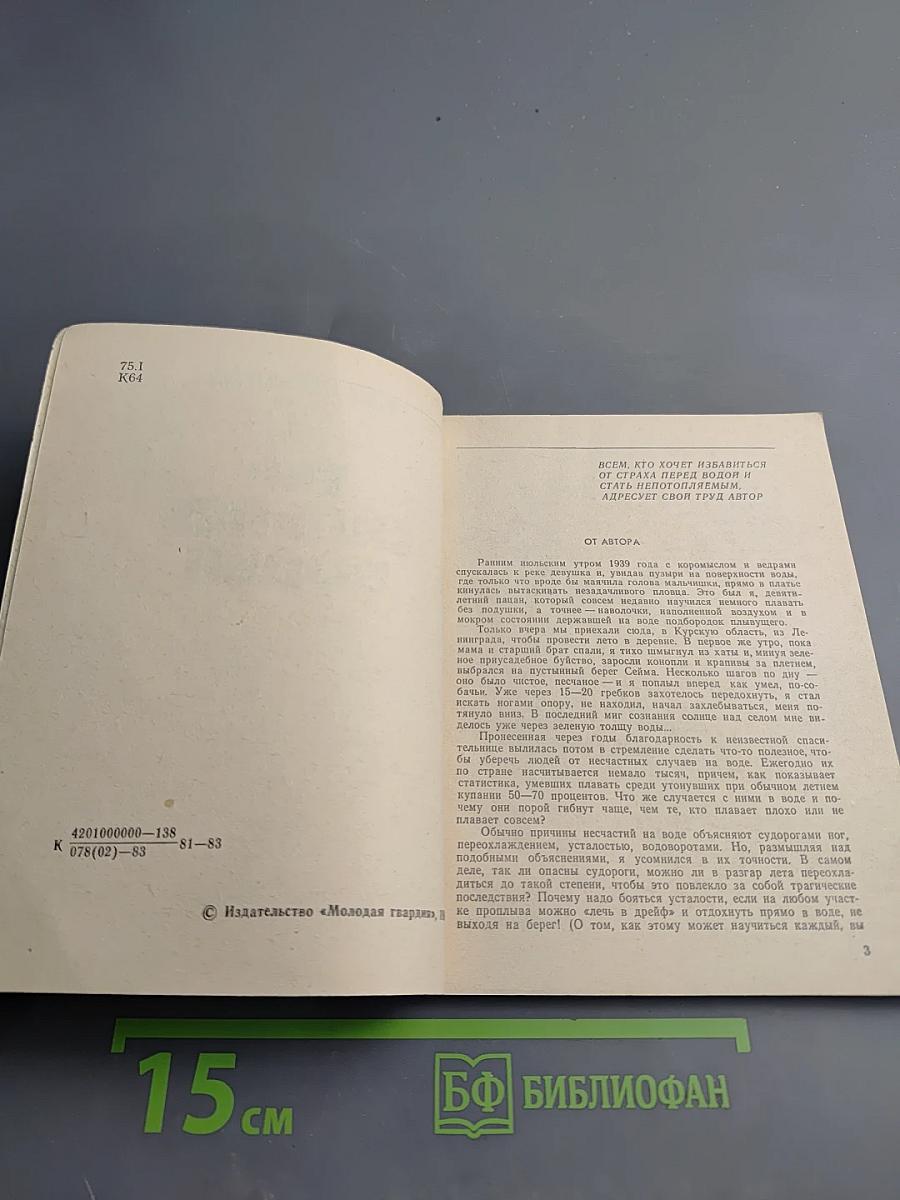 75.I
К64
К 4201000000—138
078(02)—83 81—83
© Издательство «Молодая гвардия»,
ВСЕМ, КТО ХОЧЕТ ИЗБАВИТЬСЯ
ОТ СТРАХА ПЕРЕД ВОДОЙ И
СТАТЬ НЕПОТОПЛЯЕМЫМ,
АДРЕСУЕТ СВОЙ ТРУД АВТОР
ОТ АВТОРА
Ранним июльским утром 1939 года с коромыслом и ведрами
спускалась к реке девушка и, увидав пузыри на поверхности воды,
где только что вроде бы маячила голова мальчишки, прямо в платье
кинулась вытаскивать незадачливого пловца. Это был я, девяти-
летний пацан, который совсем недавно научился немного плавать
без подушки, а точнее — наволочки, наполненной воздухом и в
мокром состоянии державшей на воде подбородок плывущего.
Только вчера мы приехали сюда, в Курскую область, из Ле-
нинграда, чтобы провести лето в деревне. В первое же утро, пока
мама и старший брат спали, я тихо шмыгнул из хаты и, минуя зеле-
ное приусадебное буйство, заросли конопли и крапивы за плетнем,
выбрался на пустынный берег Сейма. Несколько шагов по дну —
оно было чистое, песчаное — и я поплыл вперед как умел, по-со-
бачьи. Уже через 15—20 гребков захотелось передохнуть, я стал
искать ногами опору, не находил, начал захлебываться, меня по-
тянуло вниз. В последний миг сознания солнце над селом мне ви-
делось уже через зеленую толщу воды...
Пронесенная через годы благодарность к неизвестной спаси-
тельнице вылилась потом в стремление сделать что-то полезное, что-
бы уберечь людей от несчастных случаев на воде. Ежегодно их
по стране насчитывается немало тысяч, причем, как показывает
статистика, умевших плавать среди утонувших при обычном летнем
купании 50—70 процентов. Что же случается с ними в воде и по-
чему они порой гибнут чаще, чем те, кто плавает плохо или не
плавает совсем?
Обычно причины несчастий на воде объясняют судорогами ног,
переохлаждением, усталостью, водоворотами. Но, размышляя над
подобными объяснениями, я усомнился в их точности. В самом
деле, так ли опасны судороги, можно ли в разгар лета переохла-
диться до такой степени, чтобы это повлекло за собой трагические
последствия? Почему надо бояться усталости, если на любом участ-
ке проплыва можно «лечь в дрейф» и отдохнуть прямо в воде, не
выходя на берег! (О том, как этому может научиться каждый, вы
3
15 см
БФ БИБЛИОФАН